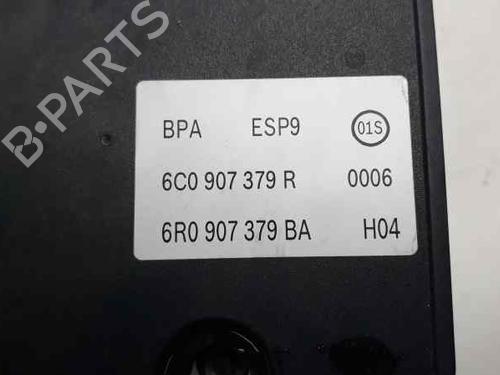 B-PARTS
BPA ESP9 01S
6C0 907 379 R 0006
6R0 907 379 BA H04